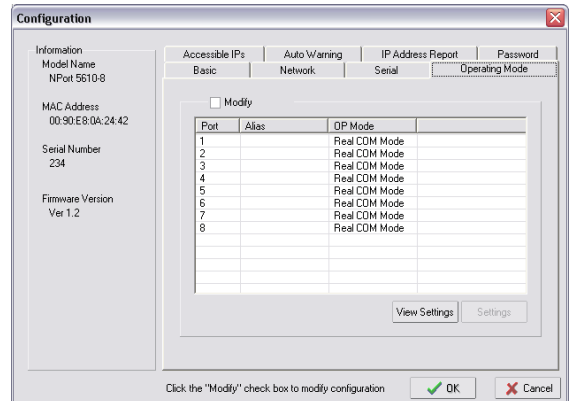 Configuration
Information
Model Name
NPort 5610-8
MAC Address
00:90:E8:0A:24:42
Serial Number
234
Firmware Version
Ver 1.2
Accessible IPs
Auto Warning
IP Address Report
Password
Basic
Network
Serial
Operating Mode
Modify
Port Alias OP Mode
1 Real COM Mode
2 Real COM Mode
3 Real COM Mode
4 Real COM Mode
5 Real COM Mode
6 Real COM Mode
7 Real COM Mode
8 Real COM Mode
View Settings Settings
Click the "Modify" check box to modify configuration
OK Cancel